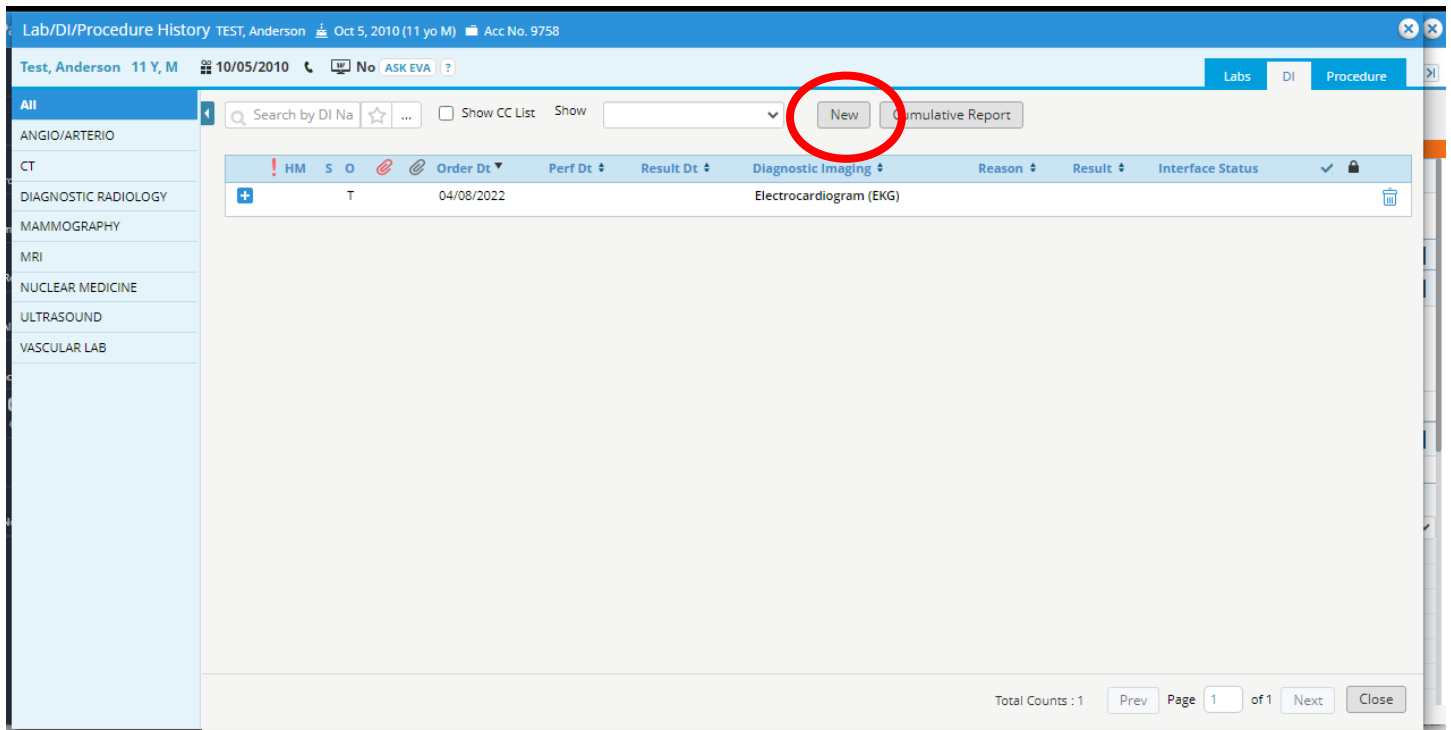 Lab/DI/Procedure History TEST, Anderson Oct 5, 2010 (11 yo M) Acc No. 9758
Test, Anderson 11 Y, M 10/05/2010 No ASK EVA ?
Labs DI Procedure
All
ANGIO/ARTERIO
CT
DIAGNOSTIC RADIOLOGY
MAMMOGRAPHY
MRI
NUCLEAR MEDICINE
ULTRASOUND
VASCULAR LAB
Search by DI Na ... Show CC List Show New Cumulative Report
! HM S O Order Dt Perf Dt Result Dt Diagnostic Imaging Reason Result Interface Status
T 04/08/2022 Electrocardiogram (EKG)
Total Counts : 1 Prev Page 1 of 1 Next Close